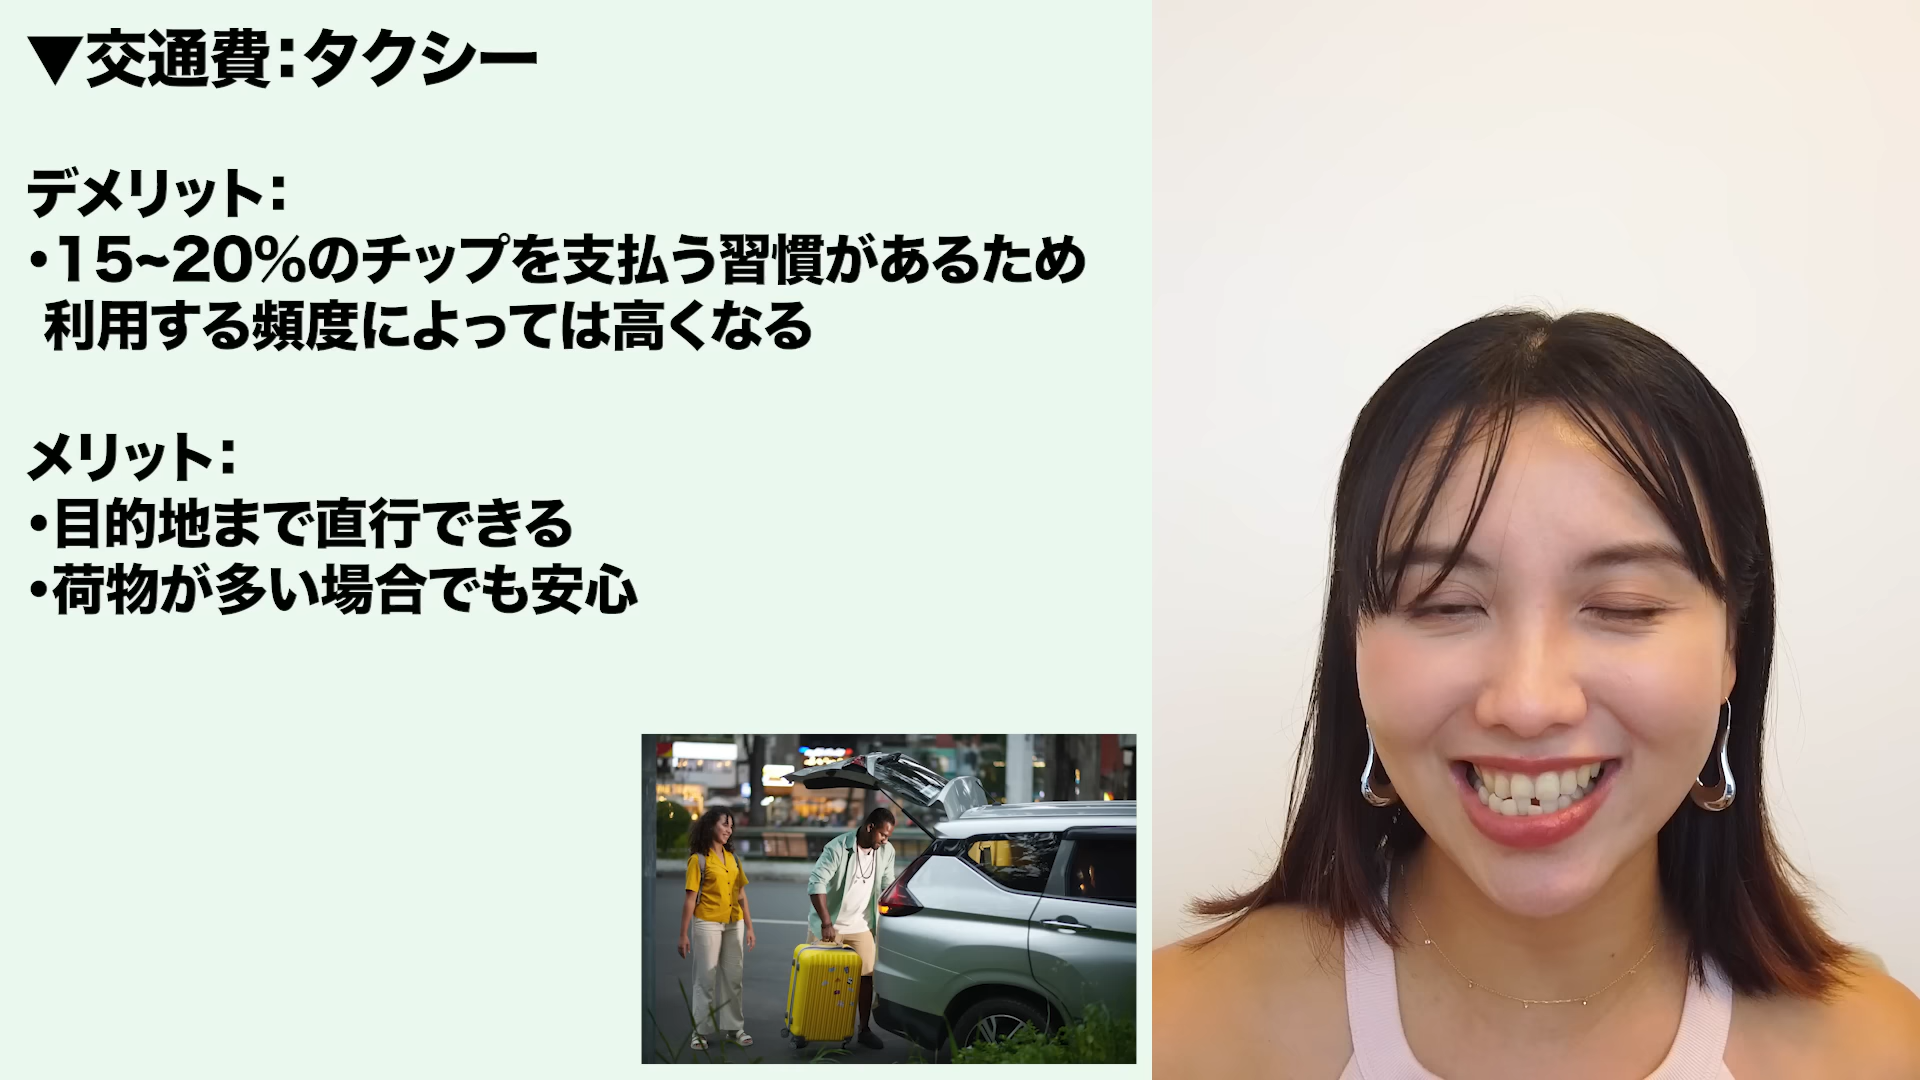 ▼交通費：タクシー
デメリット：
・15~20％のチップを支払う習慣があるため
利用する頻度によっては高くなる
メリット：
・目的地まで直行できる
・荷物が多い場合でも安心